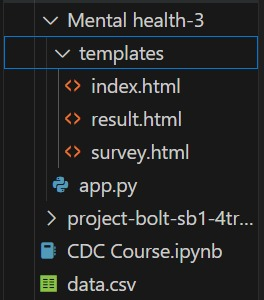 Mental health-3
templates
index.html
result.html
survey.html
app.py
project-bolt-sb1-4tr...
CDC Course.ipynb
data.csv